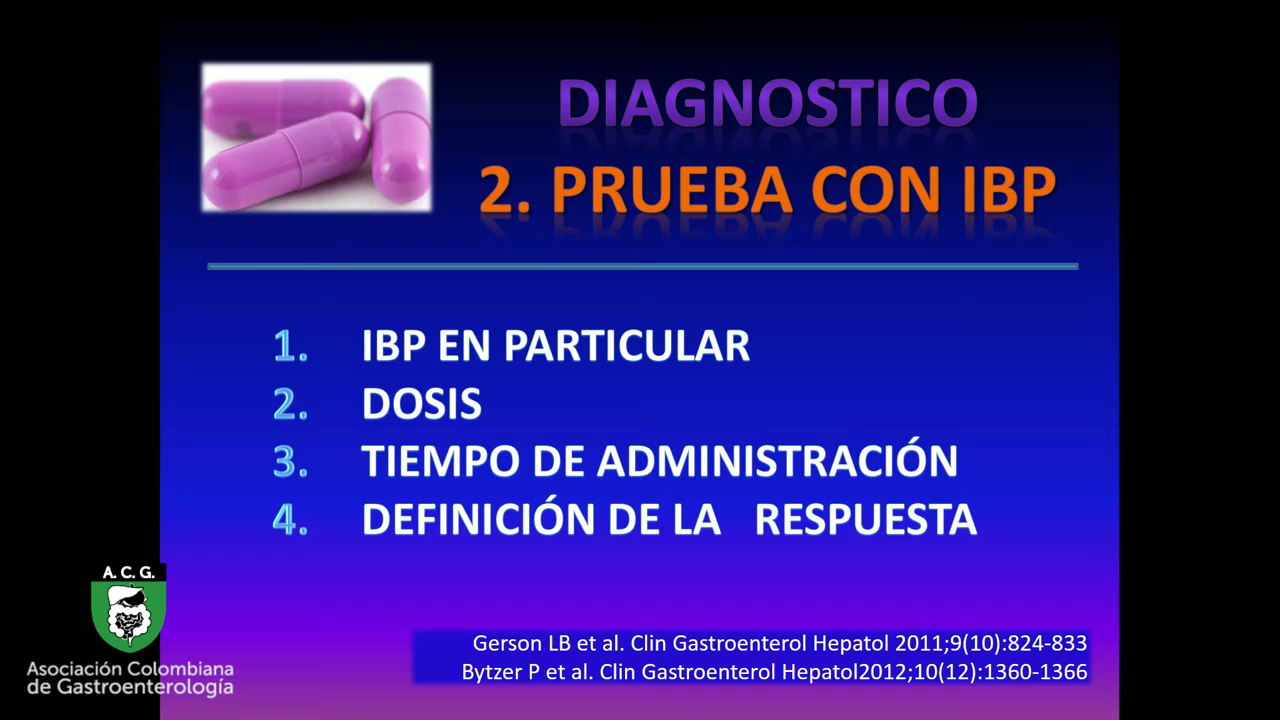 DIAGNOSTICO
2. PRUEBA CON IBP
1. IBP EN PARTICULAR
2. DOSIS
3. TIEMPO DE ADMINISTRACIÓN
4. DEFINICIÓN DE LA RESPUESTA
A. C. G.
Asociación Colombiana
de Gastroenterología
Gerson LB et al. Clin Gastroenterol Hepatol 2011;9(10):824-833
Bytzer P et al. Clin Gastroenterol Hepatol2012;10(12):1360-1366